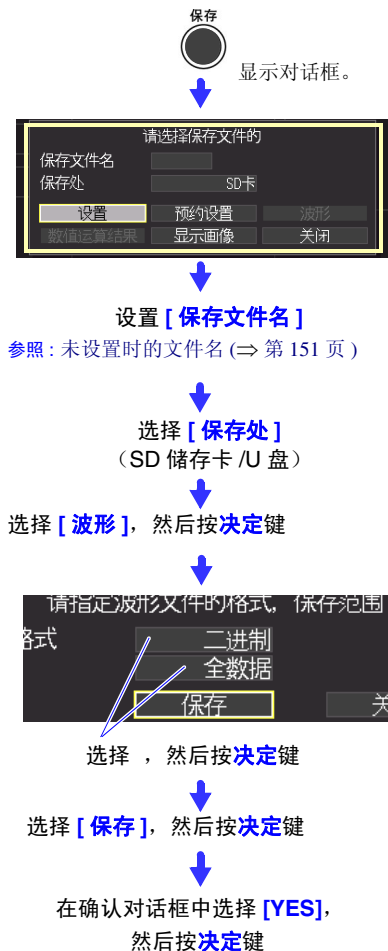 保存
显示对话框。
请选择保存文件的
保存文件名
保存处 SD卡
设置 预约设置 波形
数值运算结果 显示画像 关闭
设置 [ 保存文件名 ]
参照 : 未设置时的文件名 (⇒ 第 151 页 )
选择 [ 保存处 ]
（SD 储存卡 /U 盘）
选择 [ 波形 ]，然后按决定键
请指定波形文件的格式，保存范围
格式 二进制
全数据
保存 关
选择 ，然后按决定键
选择 [ 保存 ]，然后按决定键
在确认对话框中选择 [YES]，
然后按决定键